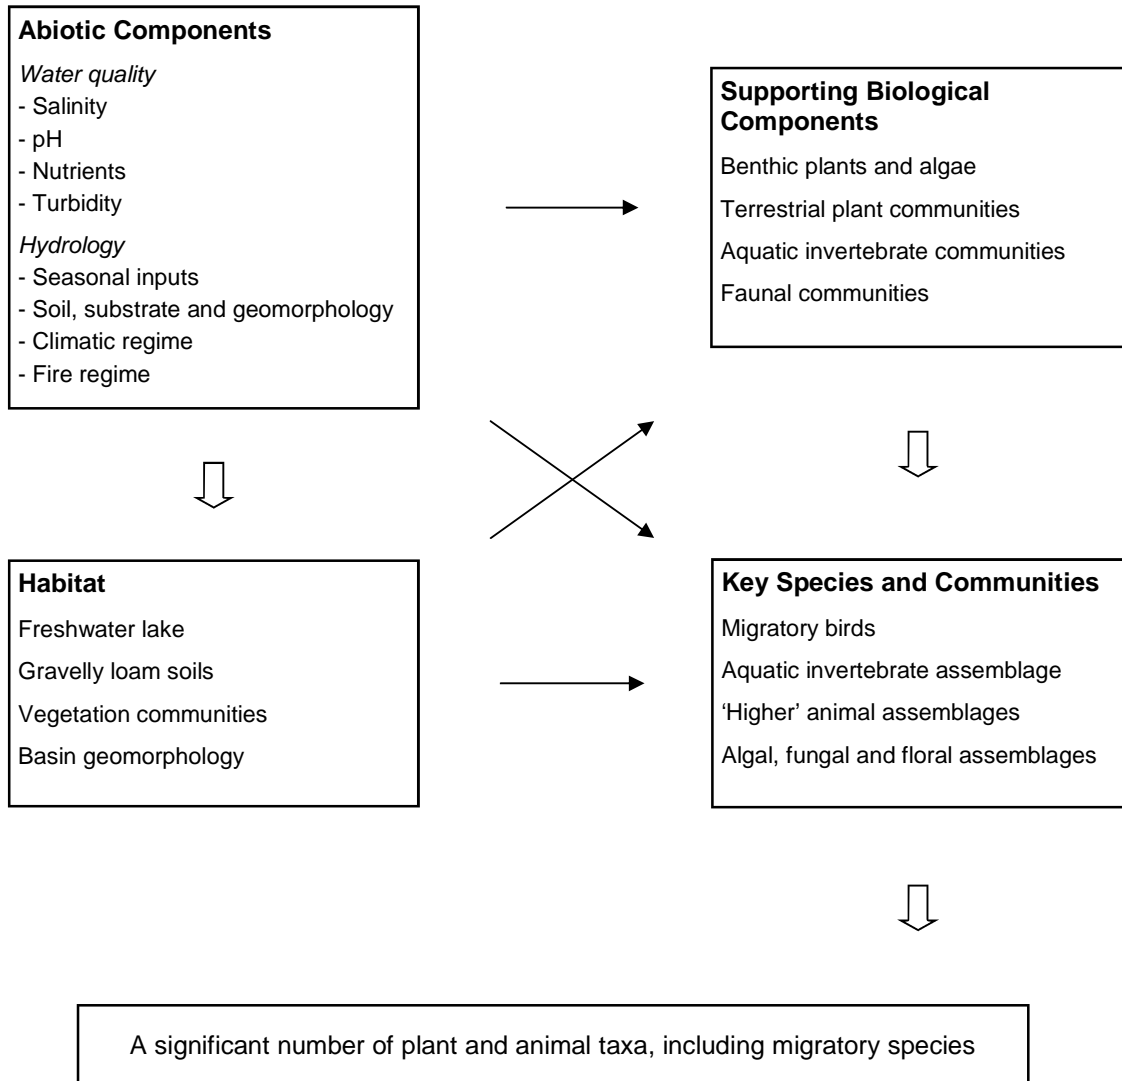 Abiotic Components
Water quality
- Salinity
- pH
- Nutrients
- Turbidity
Hydrology
- Seasonal inputs
- Soil, substrate and geomorphology
- Climatic regime
- Fire regime
Supporting Biological
Components
Benthic plants and algae
Terrestrial plant communities
Aquatic invertebrate communities
Faunal communities
Habitat
Freshwater lake
Gravelly loam soils
Vegetation communities
Basin geomorphology
Key Species and Communities
Migratory birds
Aquatic invertebrate assemblage
‘Higher’ animal assemblages
Algal, fungal and floral assemblages
A significant number of plant and animal taxa, including migratory species